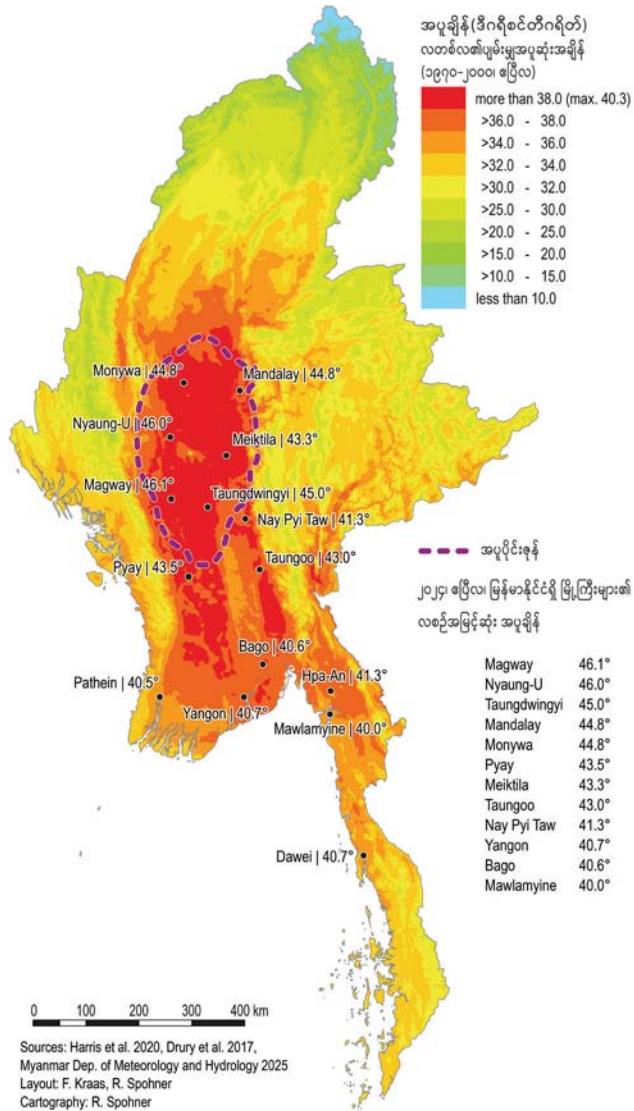 အပူချိန်(ဒီဂရီစင်တီဂရိတ်)
လတစ်လ၏ပျမ်းမျှအပူဆုံးအချိန်
(၁၉၇၀-၂၀၀၀၊ ဧပြီလ)
more than 38.0 (max. 40.3)
>36.0 - 38.0
>34.0 - 36.0
>32.0 - 34.0
>30.0 - 32.0
>25.0 - 30.0
>20.0 - 25.0
>15.0 - 20.0
>10.0 - 15.0
less than 10.0
Monywa | 44.8°
Mandalay | 44.8°
Nyaung-U | 46.0°
Meiktila | 43.3°
Magway | 46.1°
Taungdwingyi | 45.0°
Nay Pyi Taw | 41.3°
Pyay | 43.5°
Taungoo | 43.0°
Bago | 40.6°
Pathein | 40.5°
Hpa-An | 41.3°
Yangon | 40.7°
Mawlamyine | 40.0°
Dawei | 40.7°
အပူပိုင်းဇုန်
၂၀၂၄၊ ဧပြီလ၊ မြန်မာနိုင်ငံရှိ မြို့ကြီးများ၏
လစဉ်အမြင့်ဆုံး အပူချိန်
Magway 46.1°
Nyaung-U 46.0°
Taungdwingyi 45.0°
Mandalay 44.8°
Monywa 44.8°
Pyay 43.5°
Meiktila 43.3°
Taungoo 43.0°
Nay Pyi Taw 41.3°
Yangon 40.7°
Bago 40.6°
Mawlamyine 40.0°
0 100 200 300 400 km
Sources: Harris et al. 2020, Drury et al. 2017,
Myanmar Dep. of Meteorology and Hydrology 2025
Layout: F. Kraas, R. Spohner
Cartography: R. Spohner